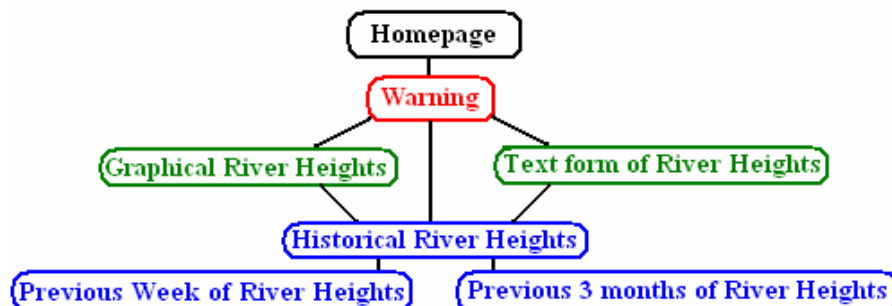 Homepage
Warning
Graphical River Heights
Text form of River Heights
Historical River Heights
Previous Week of River Heights
Previous 3 months of River Heights